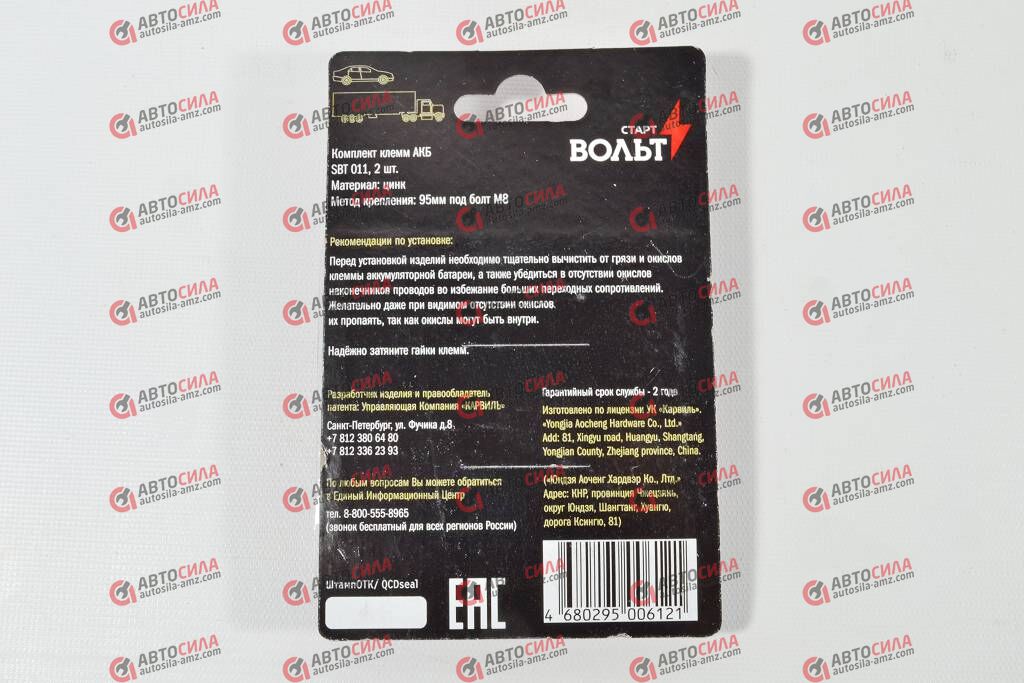 СТАРТ
ВОЛЬТ
Комплект клемм АКБ
SBT 011, 2 шт.
Материал: цинк
Метод крепления: 95мм под болт М8
Рекомендации по установке:
Перед установкой изделий необходимо тщательно вычистить от грязи и окислов
клеммы аккумуляторной батареи, а также убедиться в отсутствии окислов
наконечников проводов во избежание больших переходных сопротивлений.
Желательно даже при видимом отсутствии окислов
их пропаять, так как окислы могут быть внутри.
Надёжно затяните гайки клемм.
Разработчик изделия и правообладатель
патента: Управляющая Компания «КАРВИЛЬ»
Санкт-Петербург, ул. Фучика д.8
+7 812 380 64 80
+7 812 336 23 93
По любым вопросам Вы можете обратиться
в Единый Информационный Центр
тел. 8-800-555-8965
(звонок бесплатный для всех регионов России)
Гарантийный срок службы - 2 года
Изготовлено по лицензии УК «Карвиль».
«Yongjia Aocheng Hardware Co., Ltd.»
Add: 81, Xingyu road, Huangyu, Shangtang,
Yongjian County, Zhejiang province, China.
(«Юндзя Аоченг Хардвэр Ко., Лтд.»
Адрес: КНР, провинция Чжецзянь,
округ Юндзя, Шангтанг, Хуангю,
дорога Ксингю, 81)
ШтампОТК/ QCDseal
EAC
4 680295 006121
АВТОСИЛА
autosila-amz.com